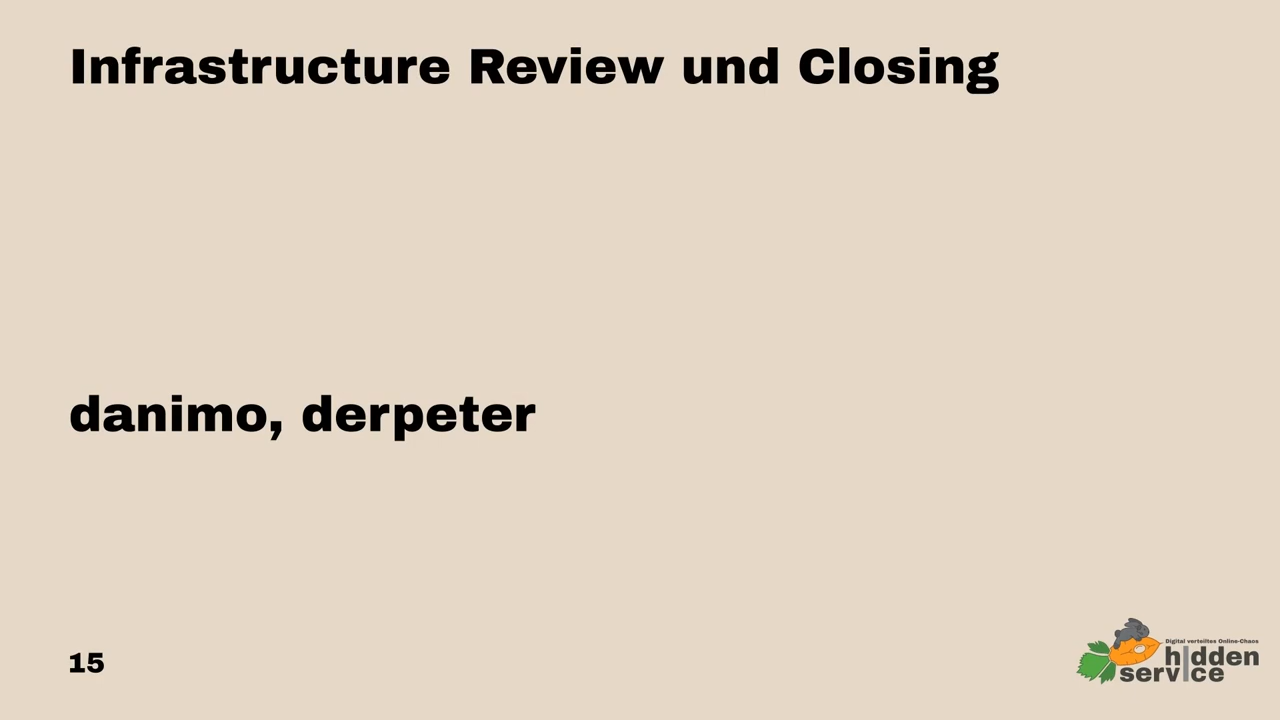 Infrastructure Review und Closing
danimo, derpeter
15
Digital verteiltes Online-Chaos
hidden
service